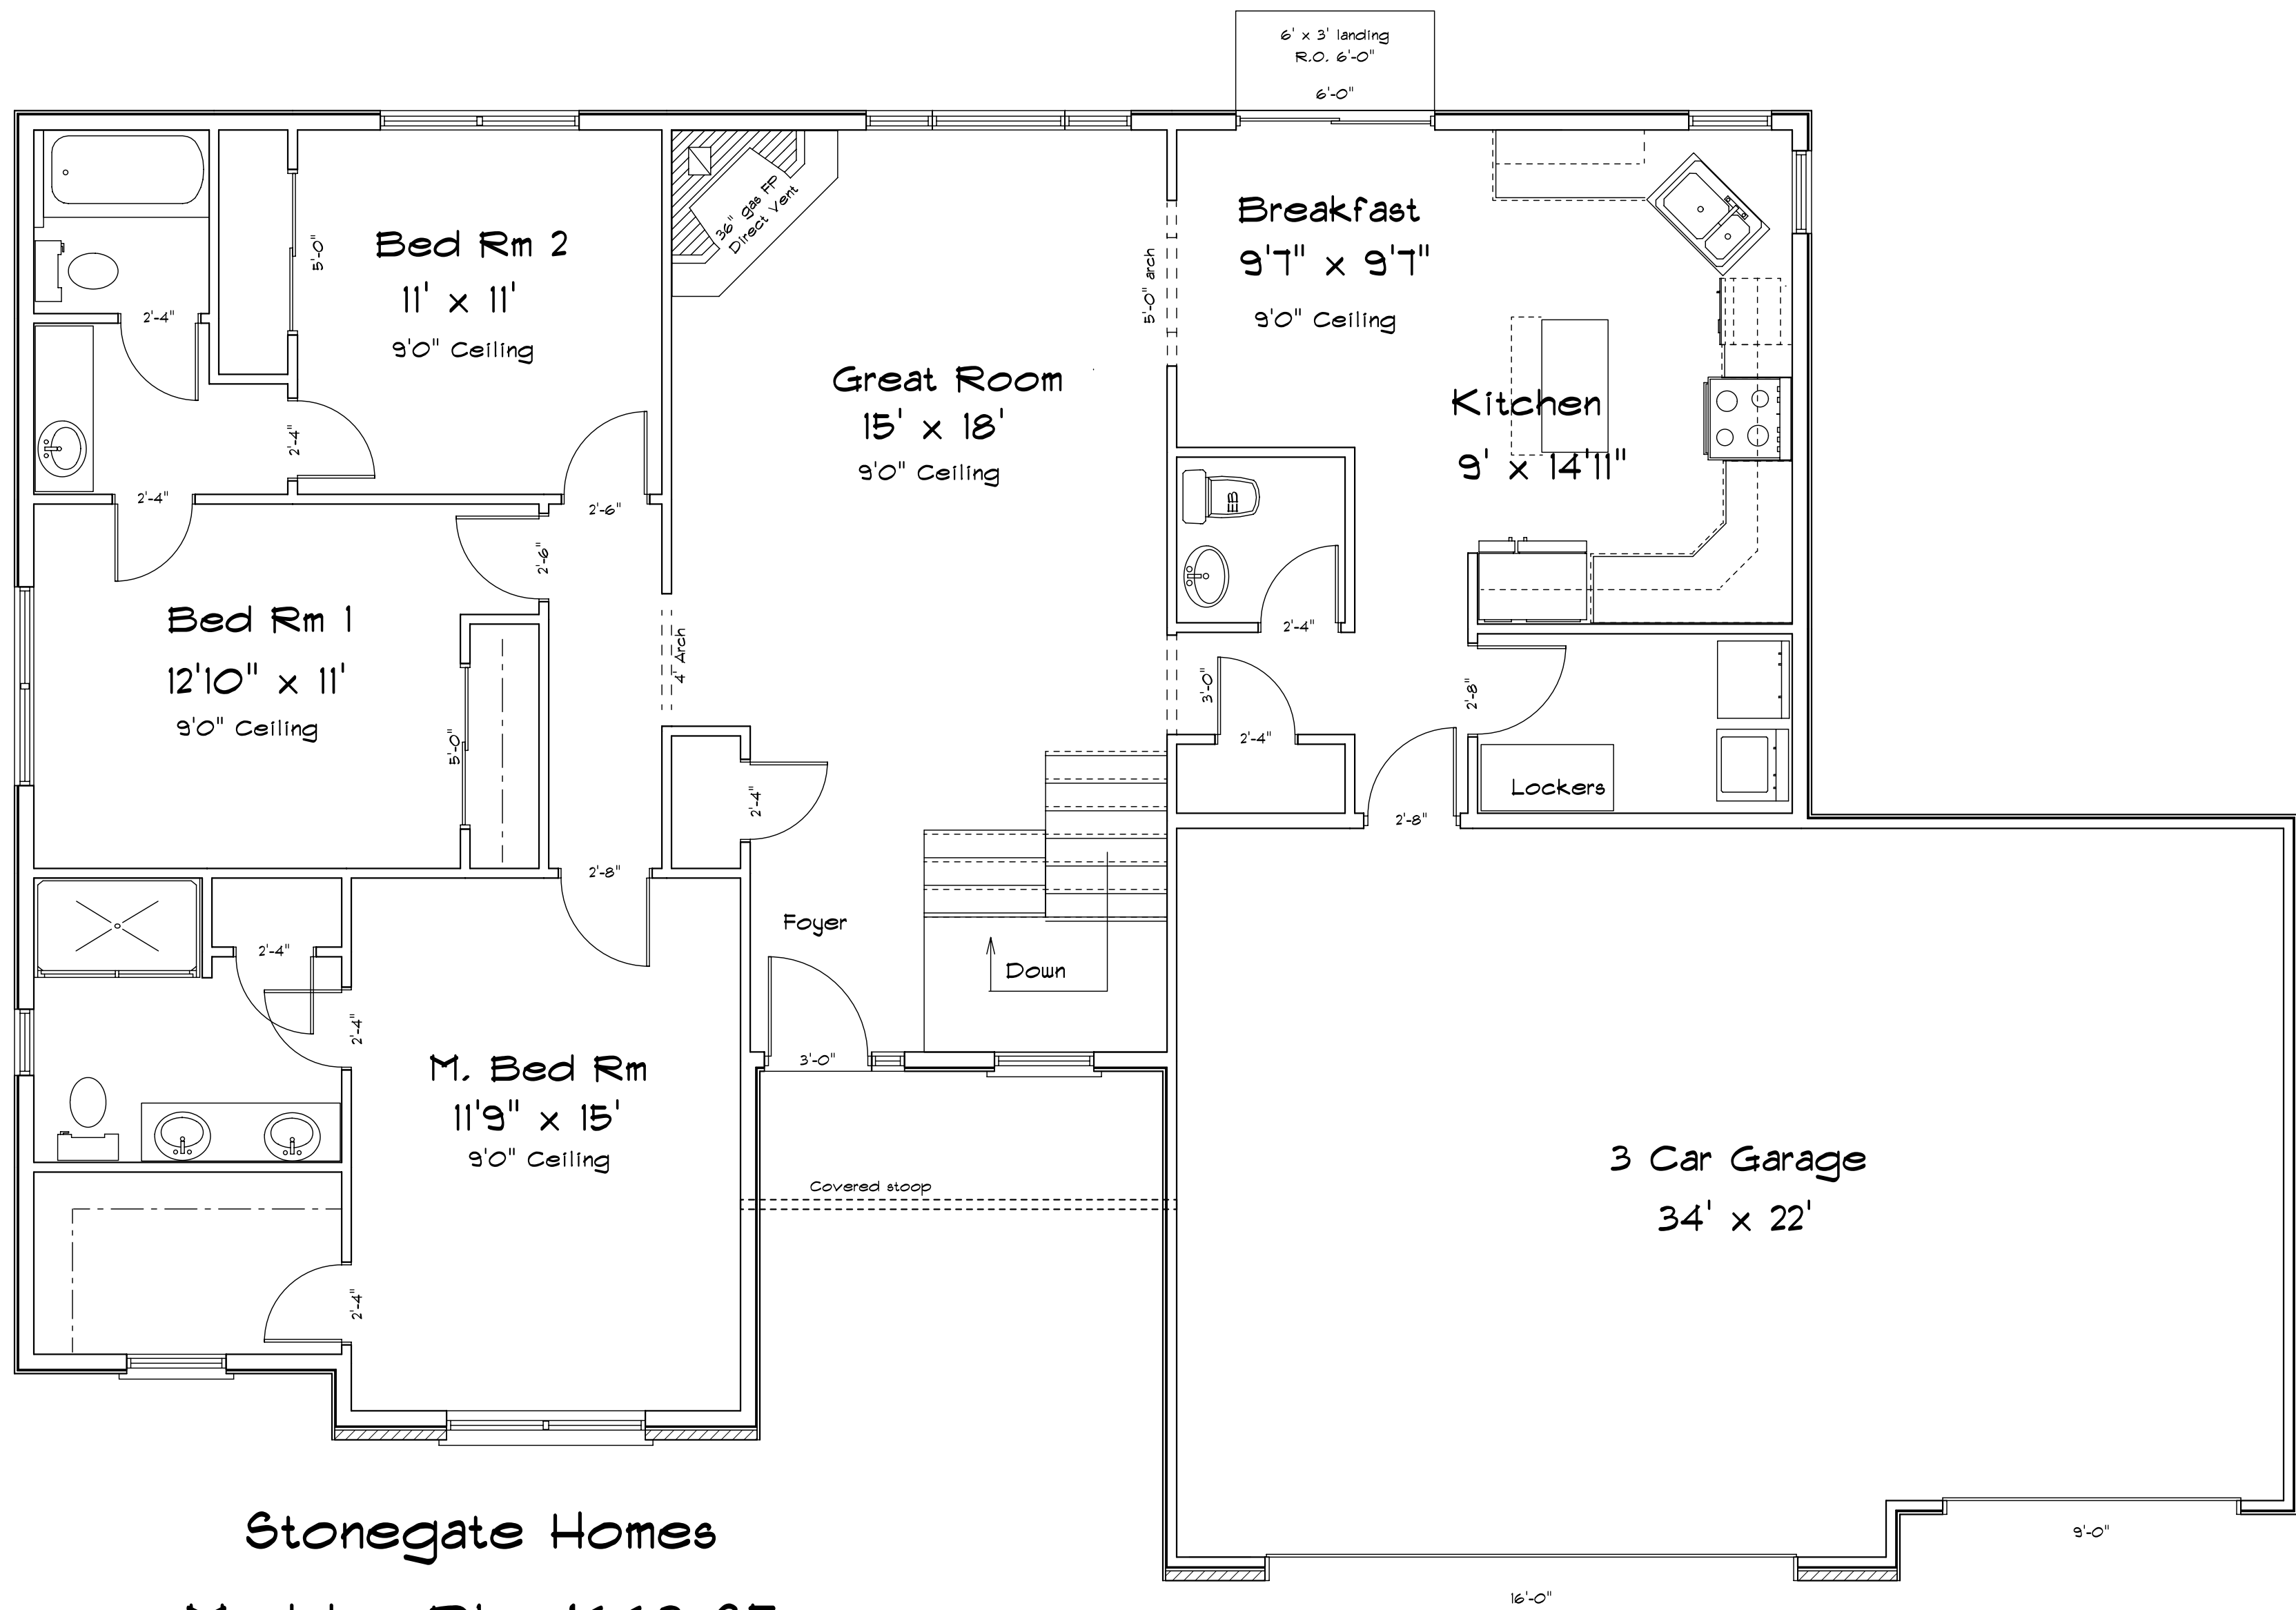 6' x 3' landing
R.O. 6'-0"
6'-0"
Bed Rm 2
11' x 11'
9'0" Ceiling
5'-0"
2'-4"
2'-4"
2'-4"
2'-6"
36" gas FP
Direct Vent
Great Room
15' x 18'
9'0" Ceiling
5'-0" arch
Breakfast
9'7" x 9'7"
9'0" Ceiling
Kitchen
9' x 14'11"
EB
2'-4"
Bed Rm 1
12'10" x 11'
9'0" Ceiling
2'-6"
5'-0"
4' Arch
3'-0"
2'-4"
2'-8"
Lockers
2'-8"
2'-4"
2'-8"
Foyer
Down
3'-0"
2'-4"
2'-4"
M. Bed Rm
11'9" x 15'
9'0" Ceiling
2'-4"
Covered stoop
3 Car Garage
34' x 22'
9'-0"
16'-0"
Stonegate Homes